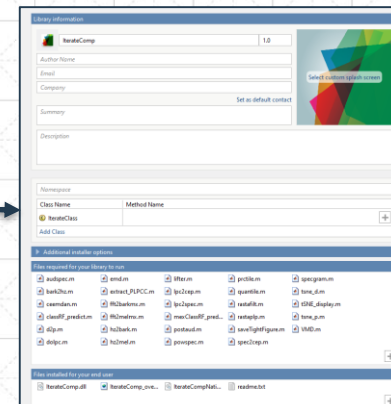 Library information
IterateComp 1.0
Author Name
Email
Company
Set as default contact
Summary
Description
Select custom splash screen
Namespace
Class Name Method Name
IterateClass
Add Class
Additional installer options
Files required for your library to run
audspec.m emd.m lifter.m prctile.m specgram.m
bark2hz.m extract_PLPCC.m lpc2cep.m quantile.m tone_d.m
ceemdan.m fft2barkmx.m lpc2spec.m rastafilt.m tSNE_display.m
classRF_predict.m fft2melmx.m mexClassRF_pred... rastaplp.m tone_p.m
d2p.m hz2bark.m postaud.m saveTightFigure.m VMD.m
dolpc.m hz2mel.m powspec.m spec2cep.m
Files installed for your end user
IterateComp.dll IterateComp_ove... IterateCompNati... readme.txt